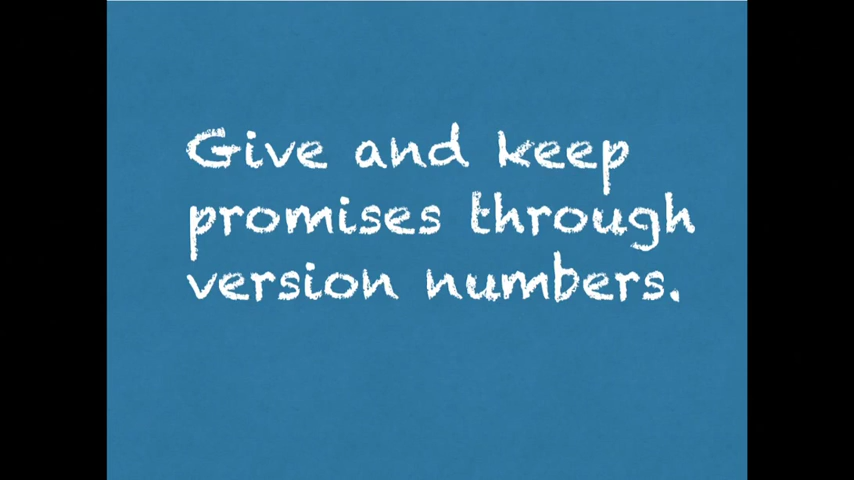 Give and keep
promises through
version numbers.